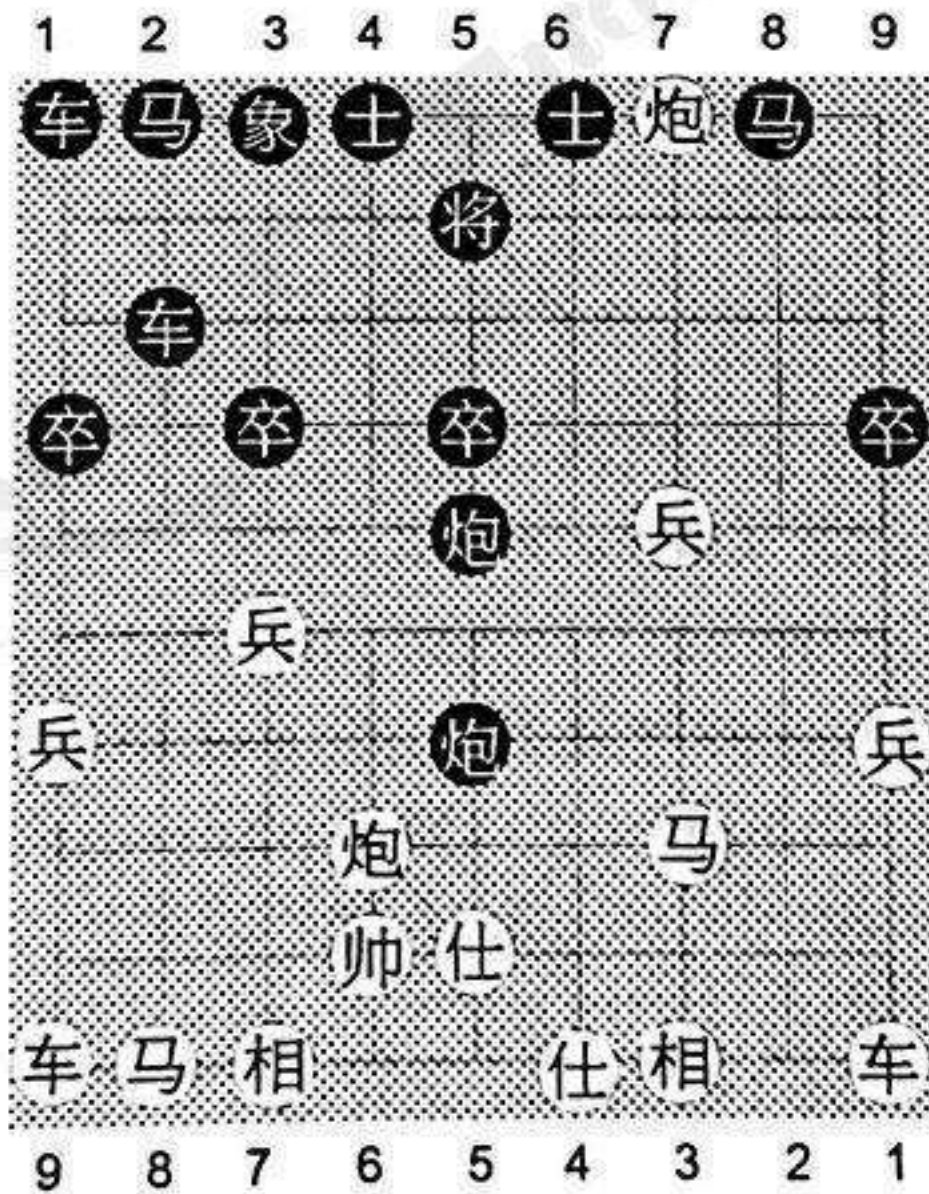 1 2 3 4 5 6 7 8 9
车 马 象 士 士 炮 马
将
车
卒 卒 卒 卒
炮 兵
兵
兵 炮 兵
炮 马
帅 仕
车 马 相 仕 相 车
9 8 7 6 5 4 3 2 1